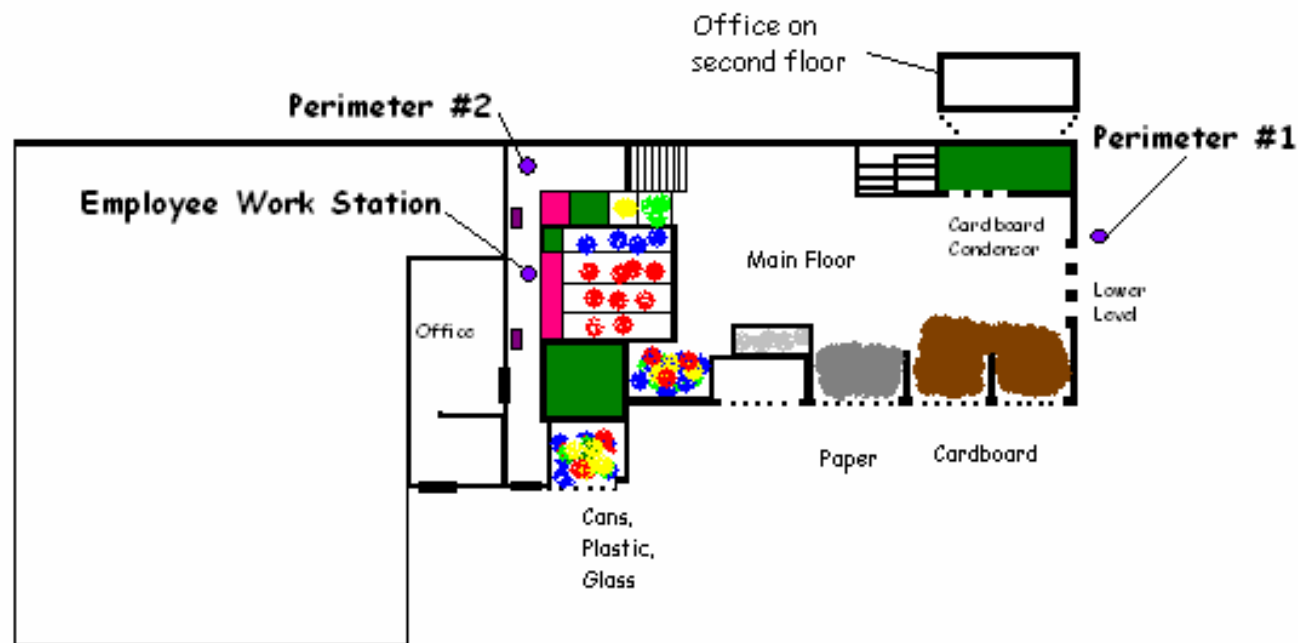 Office on
second floor
Perimeter #2
Perimeter #1
Employee Work Station
Cardboard
Condensor
Main Floor
Lower
Level
Office
Paper
Cardboard
Cans,
Plastic,
Glass